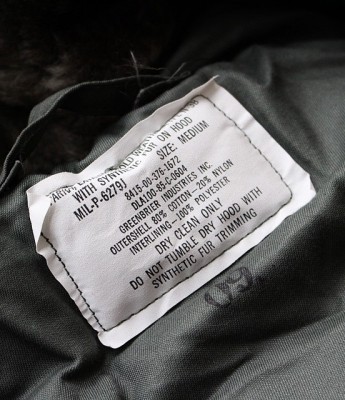 WITH SYNTHETIC FUR ON HOOD
MIL-P-6279J SIZE: MEDIUM
8415-00-376-1672
DLA100-85-C-0604
GREENBRIER INDUSTRIES INC.
OUTERSHELL 80% COTTON-20% NYLON
INTERLINING-100% POLYESTER
DRY CLEAN ONLY
DO NOT TUMBLE DRY HOOD WITH
SYNTHETIC FUR TRIMMING